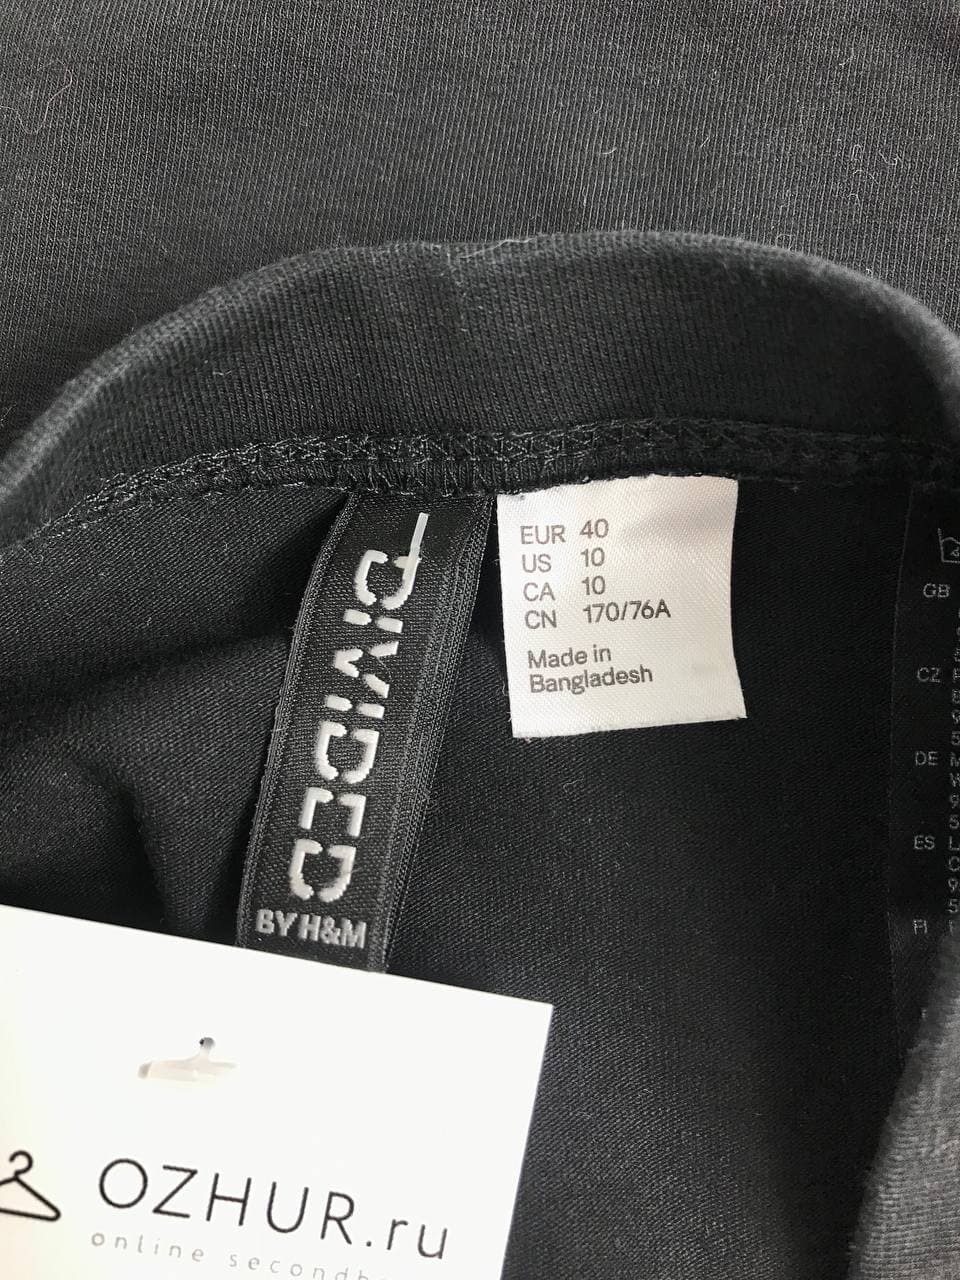 DIVIDED
BY H&M
EUR 40
US 10
CA 10
CN 170/76A
Made in
Bangladesh
GB
CZ
DE
ES
FI
OZHUR.ru
online